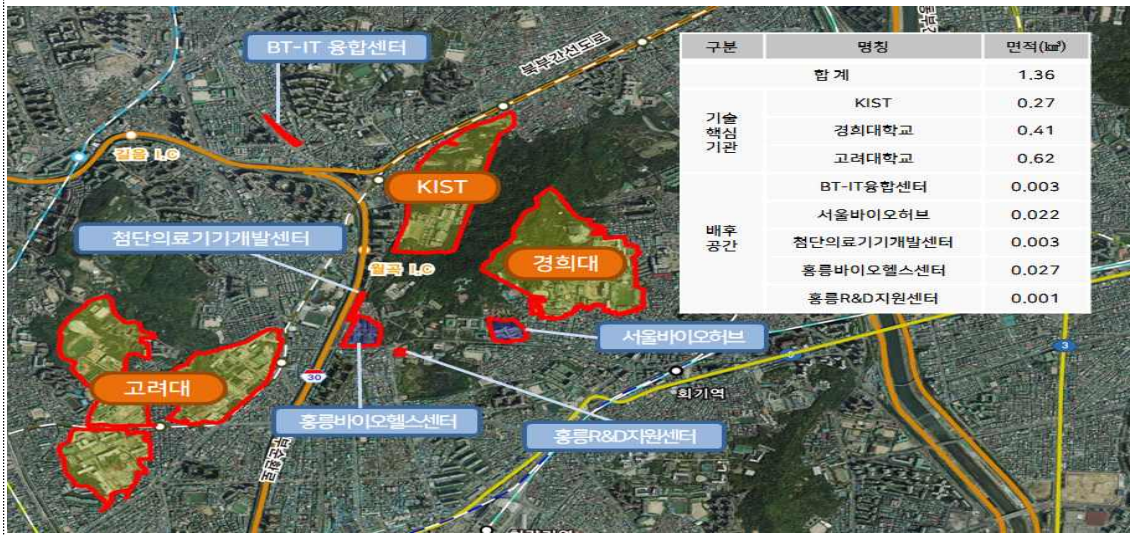 BT-IT 융합센터
북부간선도로
길음 I.C
KIST
첨단의료기기개발센터
월곡 I.C
경희대
서울바이오허브
고려대
30
홍릉바이오헬스센터
홍릉R&D지원센터
회기역
3
구분 명칭 면적(㎢)
합 계 1.36
기술
핵심
기관
KIST 0.27
경희대학교 0.41
고려대학교 0.62
배후
공간
BT-IT융합센터 0.003
서울바이오허브 0.022
첨단의료기기개발센터 0.003
홍릉바이오헬스센터 0.027
홍릉R&D지원센터 0.001